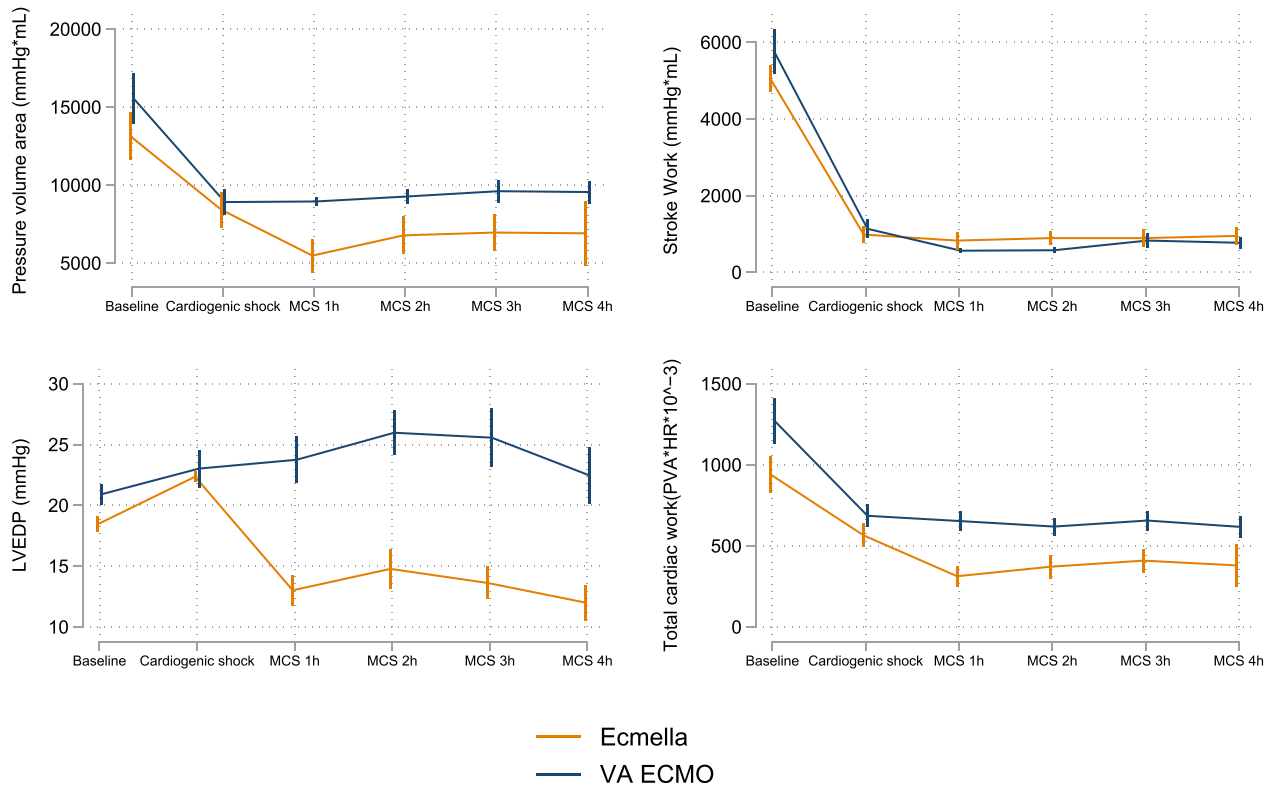 Pressure volume area (mmHg*mL)
20000
15000
10000
5000
Baseline Cardiogenic shock MCS 1h MCS 2h MCS 3h MCS 4h
Stroke Work (mmHg*mL)
6000
4000
2000
0
Baseline Cardiogenic shock MCS 1h MCS 2h MCS 3h MCS 4h
LVEDP (mmHg)
30
25
20
15
10
Baseline Cardiogenic shock MCS 1h MCS 2h MCS 3h MCS 4h
Total cardiac work(PVA*HR*10^−3)
1500
1000
500
0
Baseline Cardiogenic shock MCS 1h MCS 2h MCS 3h MCS 4h
Ecmella
VA ECMO